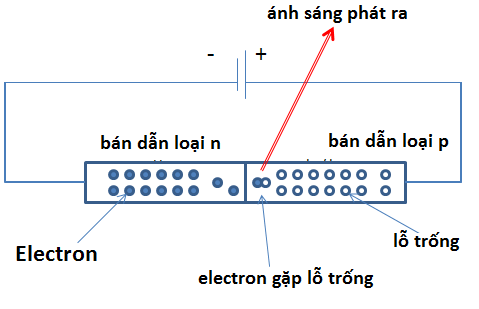 ánh sáng phát ra
- +
bán dẫn loại n
bán dẫn loại p
Electron
lỗ trống
electron gặp lỗ trống